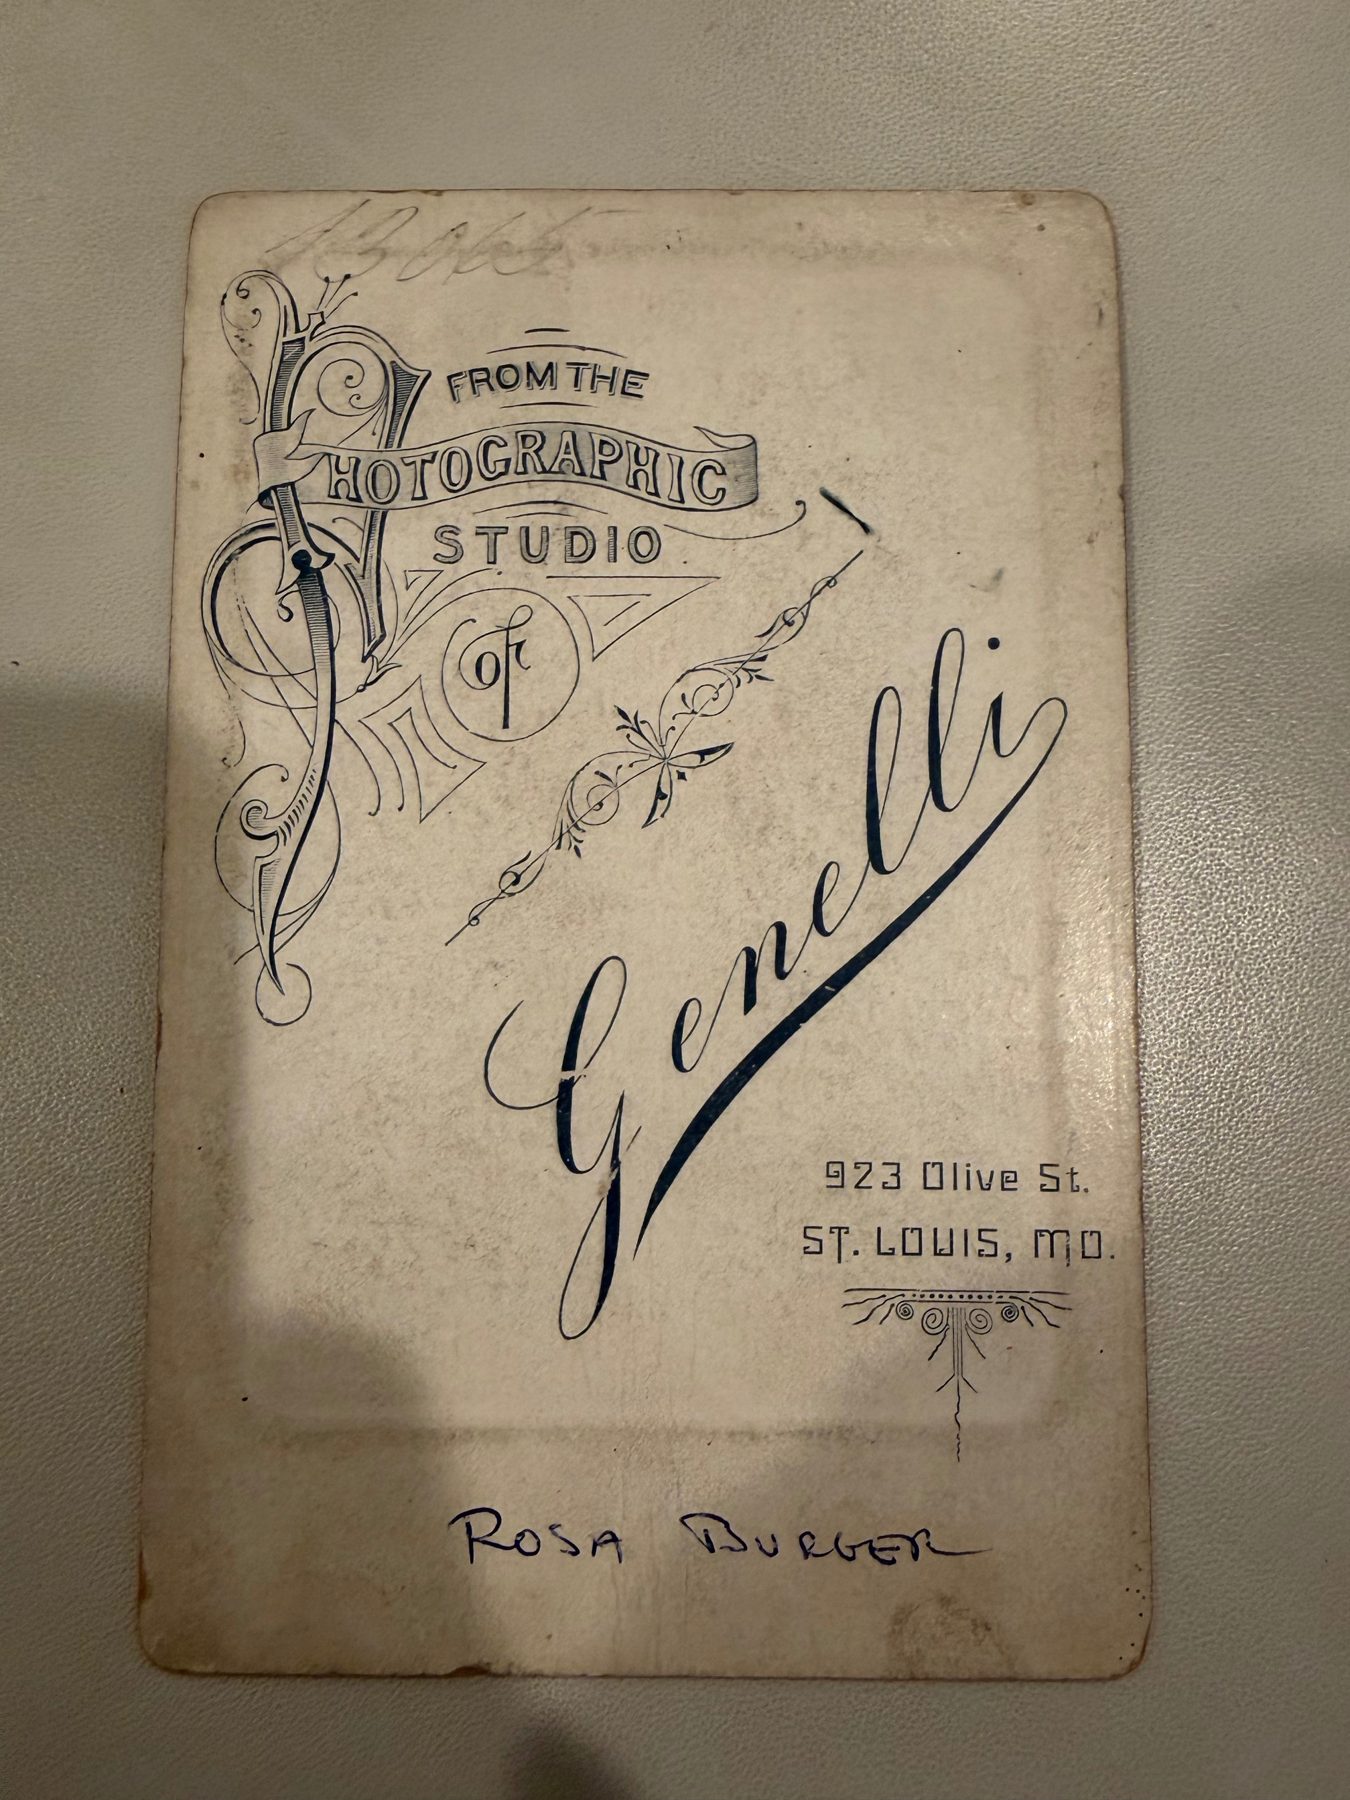 FROM THE
PHOTOGRAPHIC
STUDIO
of
Genelli
923 Olive St.
ST. LOUIS, MO.
ROSA BURGER